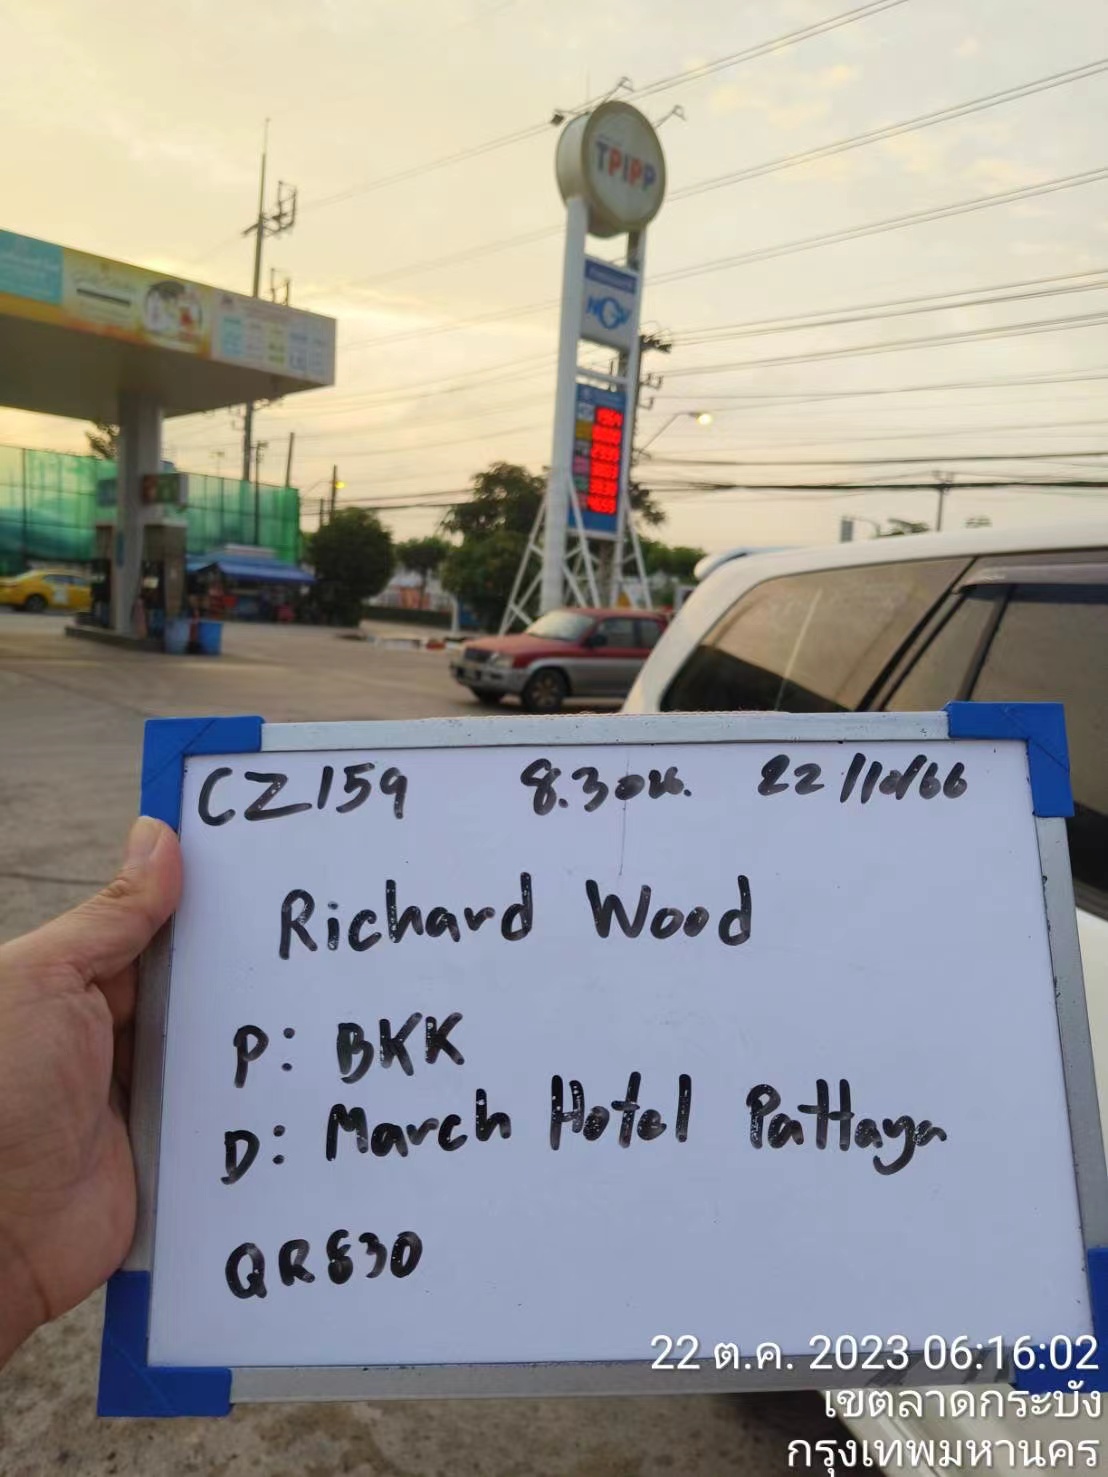 TPIPP
NGV
CZ159 8.30น. 22/10/66
Richard Wood
P: BKK
D: March Hotel Pattaya
QR830
22 ต.ค. 2023 06:16:02
เขตลาดกระบัง
กรุงเทพมหานคร